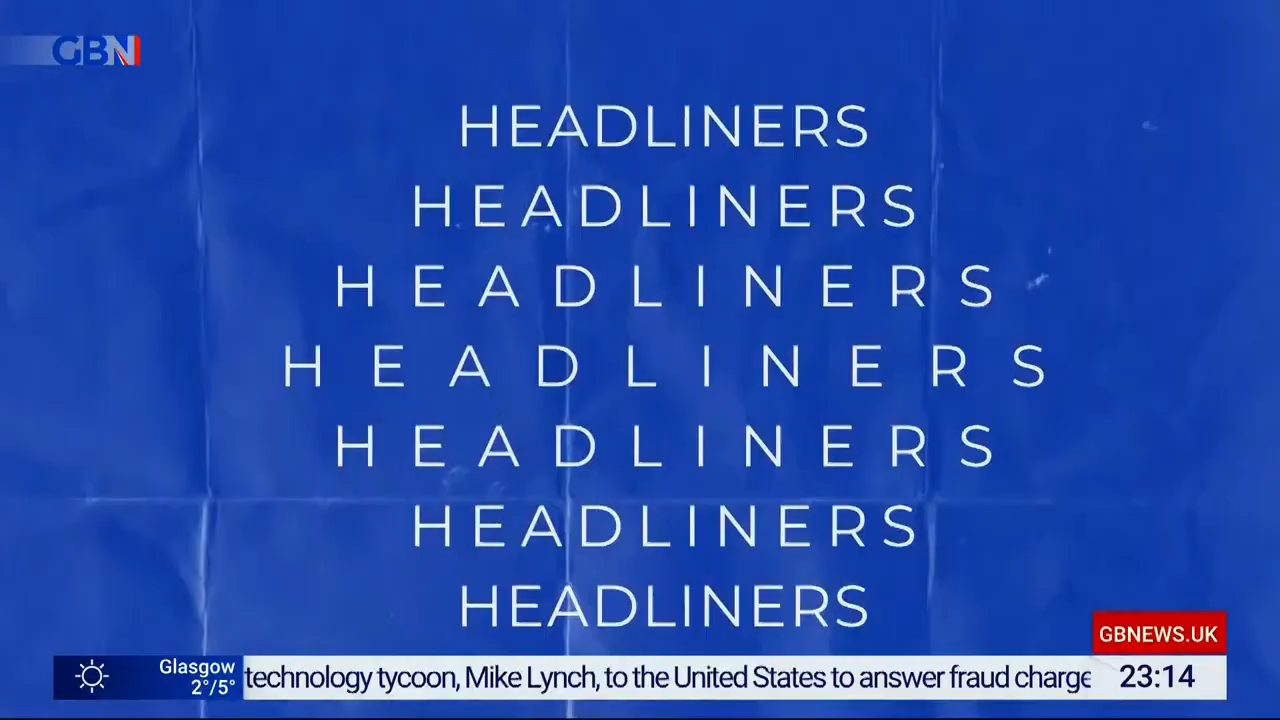 GBN
HEADLINERS
HEADLINERS
HEADLINERS
HEADLINERS
HEADLINERS
HEADLINERS
HEADLINERS
GBNEWS.UK
Glasgow
2°/5°
technology tycoon, Mike Lynch, to the United States to answer fraud charge
23:14